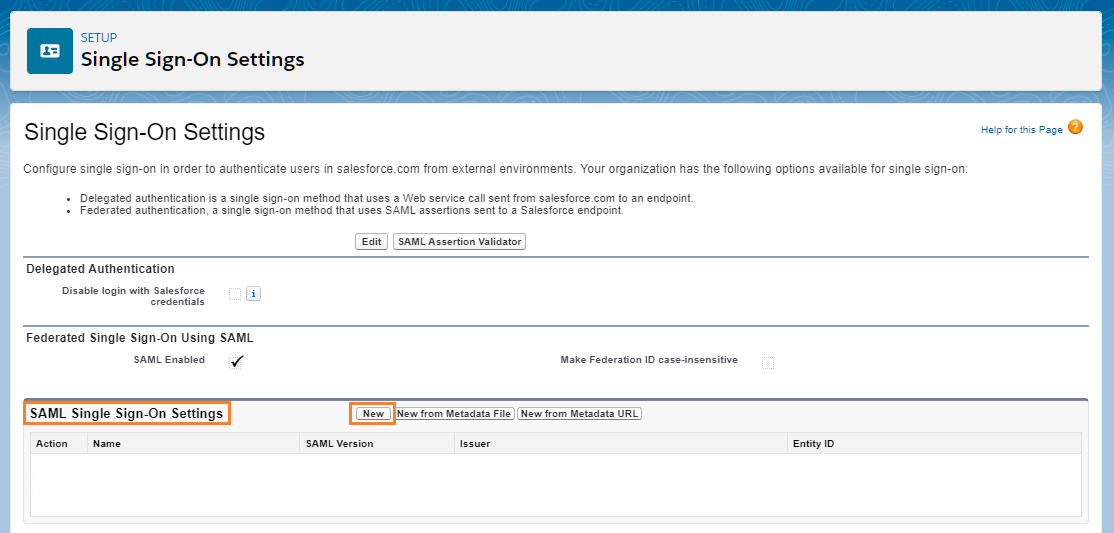 SETUP
Single Sign-On Settings
Single Sign-On Settings
Help for this Page ?
Configure single sign-on in order to authenticate users in salesforce.com from external environments. Your organization has the following options available for single sign-on:
• Delegated authentication is a single sign-on method that uses a Web service call sent from salesforce.com to an endpoint.
• Federated authentication, a single sign-on method that uses SAML assertions sent to a Salesforce endpoint.
Edit SAML Assertion Validator
Delegated Authentication
Disable login with Salesforce
credentials
i
Federated Single Sign-On Using SAML
SAML Enabled Make Federation ID case-insensitive
SAML Single Sign-On Settings New New from Metadata File New from Metadata URL
Action Name SAML Version Issuer Entity ID